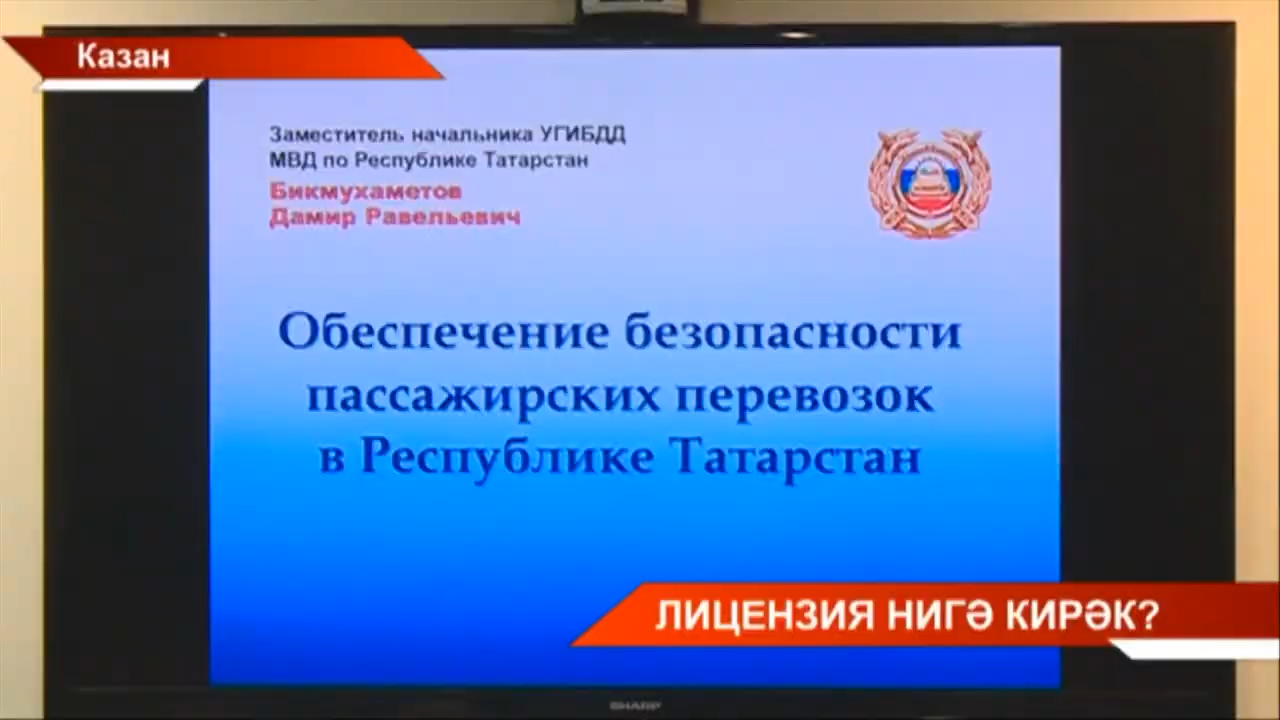 Казан
Заместитель начальника УГИБДД
МВД по Республике Татарстан
Бикмухаметов
Дамир Равельевич
Обеспечение безопасности
пассажирских перевозок
в Республике Татарстан
ЛИЦЕНЗИЯ НИГӘ КИРӘК?
SHARP